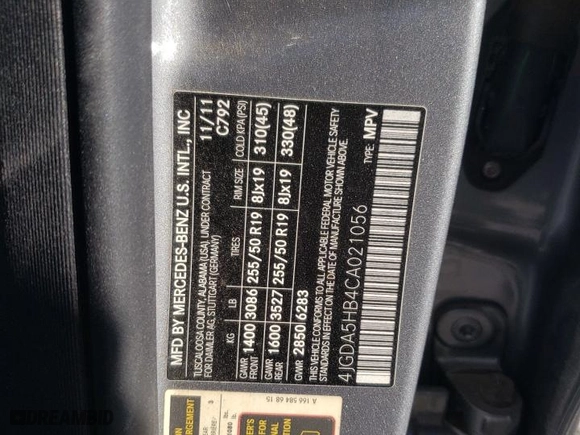 MFD BY MERCEDES-BENZ U.S. INTL., INC
TUSCALOOSA COUNTY, ALABAMA (USA), UNDER CONTRACT
FOR DAIMLER AG, STUTTGART (GERMANY)
11/11
C792
KG LB TIRES RIM SIZE COLD KPA (PSI)
GAWR FRONT 1400 3086 255/50 R19 8Jx19 310(45)
GAWR REAR 1600 3527 255/50 R19 8Jx19 330(48)
GVWR 2850 6283
THIS VEHICLE CONFORMS TO ALL APPLICABLE FEDERAL MOTOR VEHICLE SAFETY
STANDARDS IN EFFECT ON THE DATE OF MANUFACTURE SHOWN ABOVE.
4JGDA5HB4CA021056 TYPE: MPV
A 166 584 68 15
DREAMBID